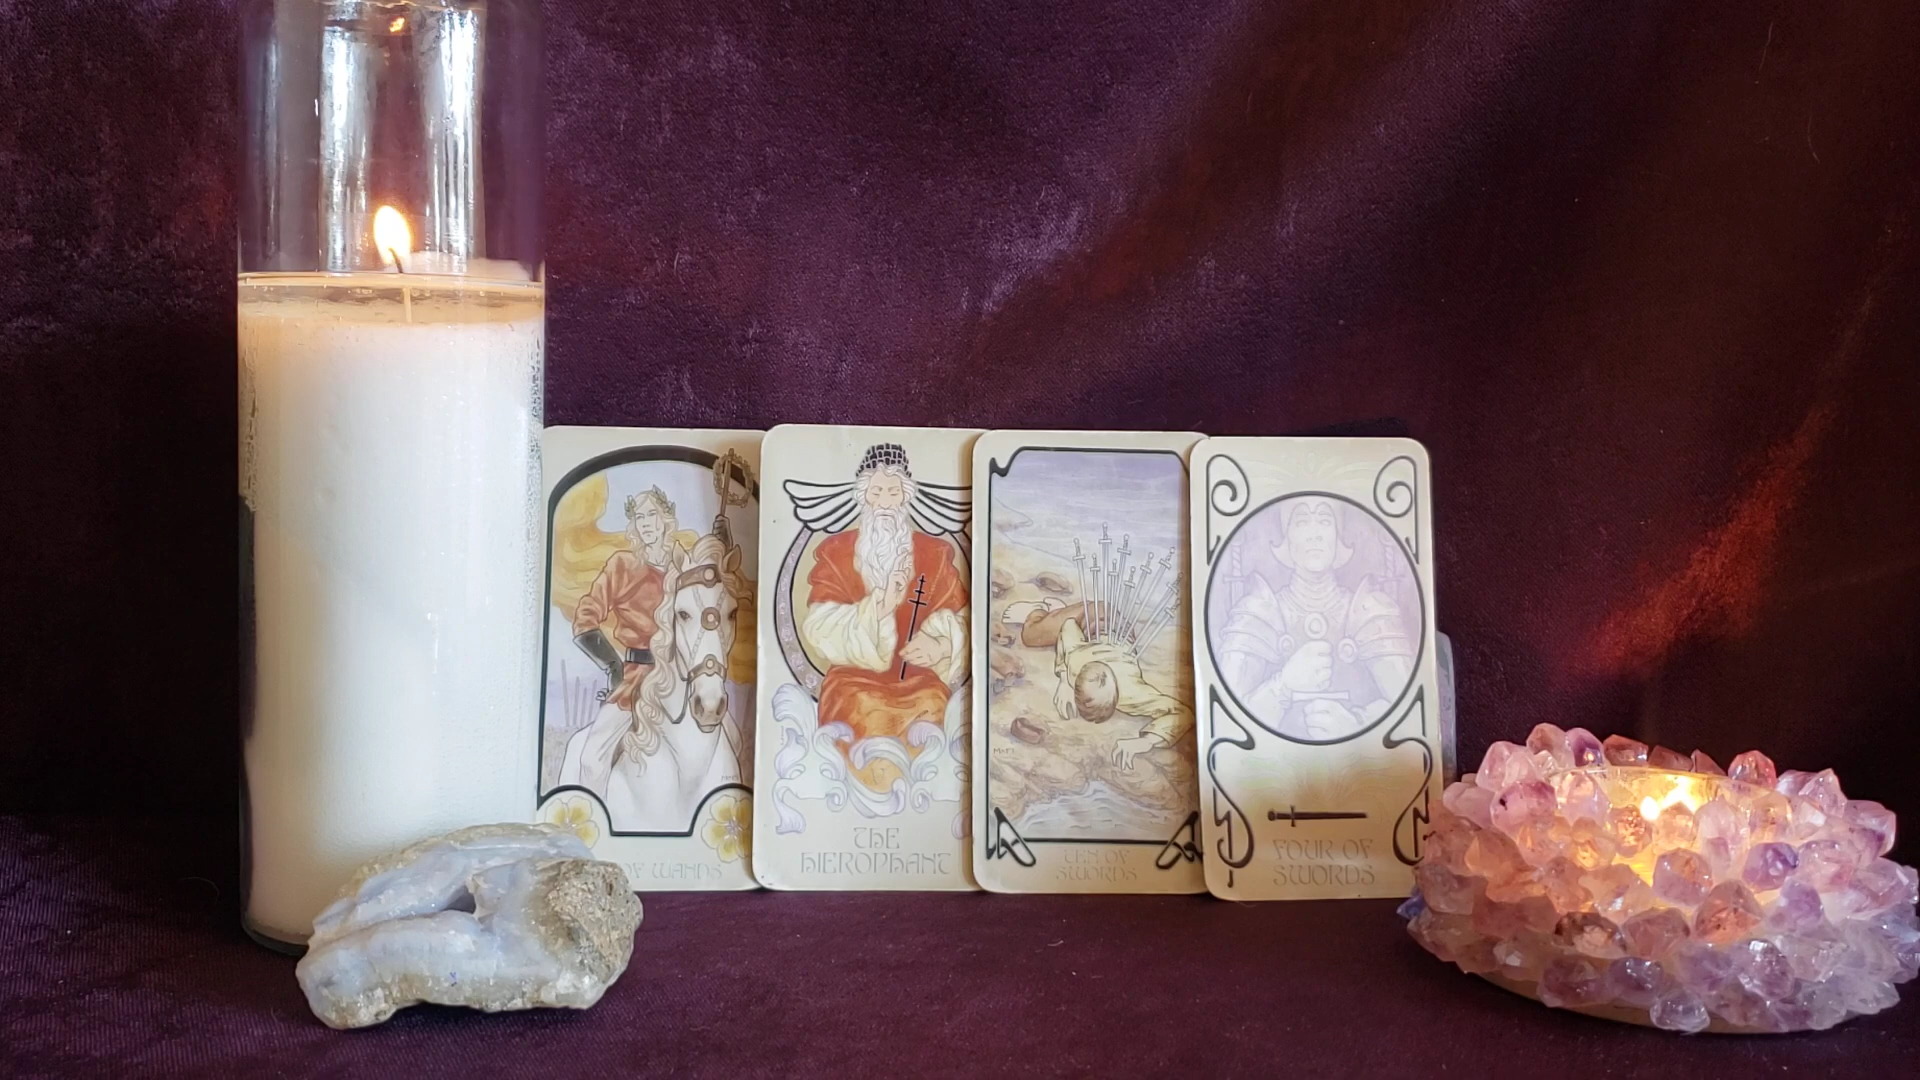 OF WANDS
THE
HIEROPHANT
TEN OF
SWORDS
FOUR OF
SWORDS